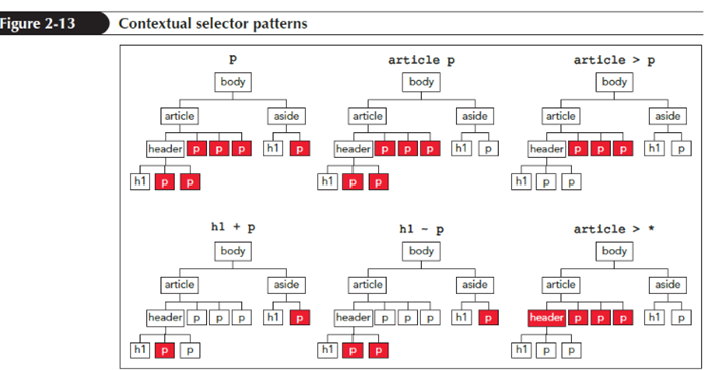 Figure 2-13 Contextual selector patterns
p article p article > p
body body body
article aside article aside article aside
header p p p h1 p header p p p h1 p header p p p h1 p
h1 p p h1 p p h1 p p
h1 + p h1 - p article > *
body body body
article aside article aside article aside
header p p p h1 p header p p p h1 p header p p p h1 p
h1 p p h1 p p h1 p p